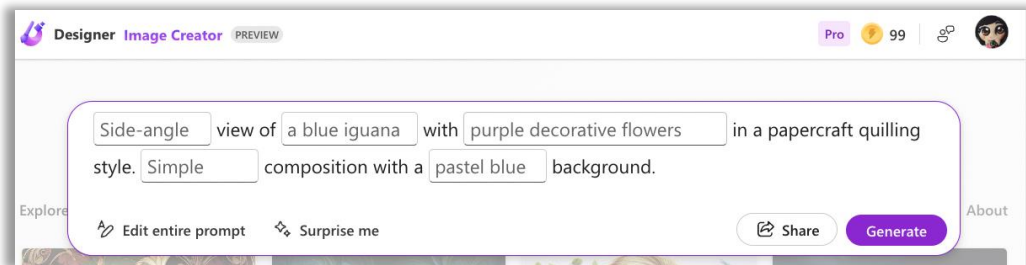 Designer Image Creator PREVIEW
Pro 99
Side-angle view of a blue iguana with purple decorative flowers in a papercraft quilling
style. Simple composition with a pastel blue background.
Explore
About
Edit entire prompt Surprise me Share Generate